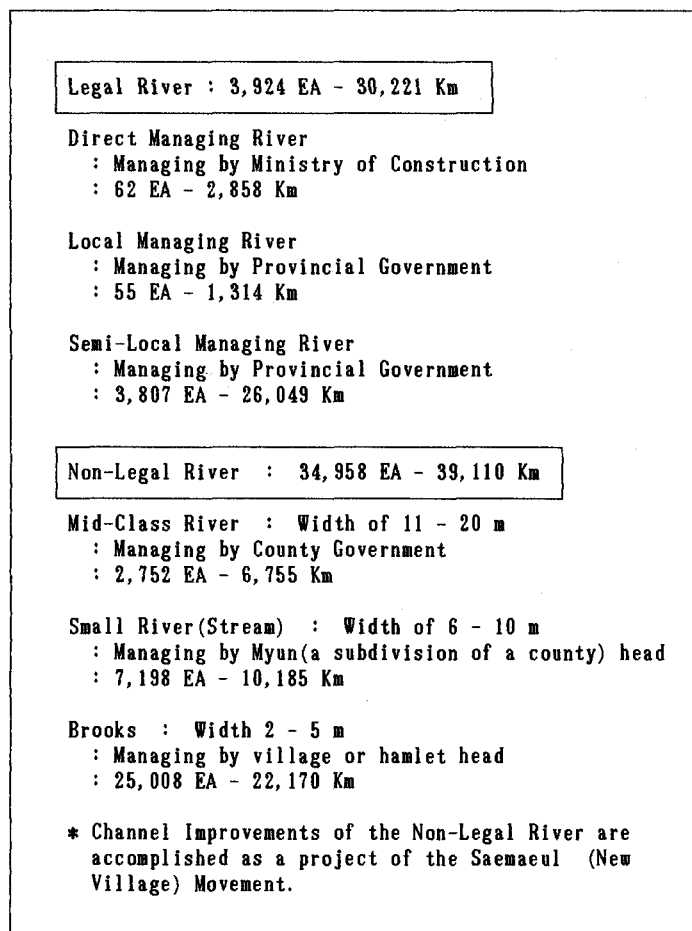 Legal River : 3,924 EA - 30,221 Km
Direct Managing River
: Managing by Ministry of Construction
: 62 EA - 2,858 Km
Local Managing River
: Managing by Provincial Government
: 55 EA - 1,314 Km
Semi-Local Managing River
: Managing by Provincial Government
: 3,807 EA - 26,049 Km
Non-Legal River : 34,958 EA - 39,110 Km
Mid-Class River : Width of 11 - 20 m
: Managing by County Government
: 2,752 EA - 6,755 Km
Small River(Stream) : Width of 6 - 10 m
: Managing by Myun(a subdivision of a county) head
: 7,198 EA - 10,185 Km
Brooks : Width 2 - 5 m
: Managing by village or hamlet head
: 25,008 EA - 22,170 Km
* Channel Improvements of the Non-Legal River are
accomplished as a project of the Saemaeul (New
Village) Movement.